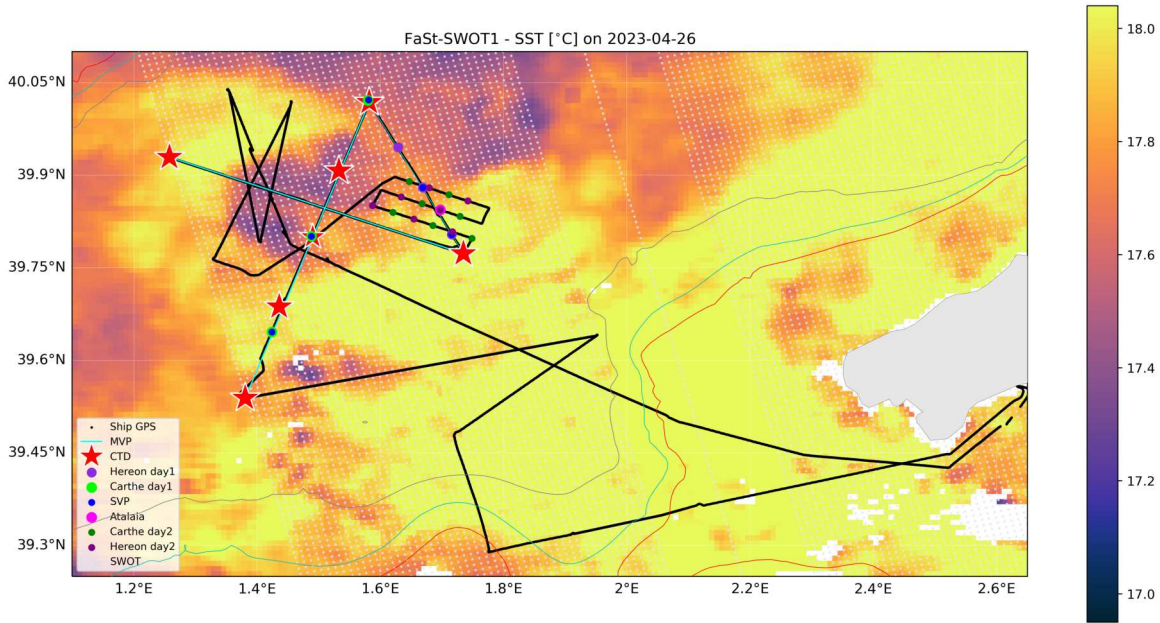 FaSt-SWOT1 - SST [°C] on 2023-04-26
40.05°N
39.9°N
39.75°N
39.6°N
39.45°N
39.3°N
Ship GPS
MVP
CTD
Hereon day1
Carthe day1
SVP
Atalaia
Carthe day2
Hereon day2
SWOT
1.2°E
1.4°E
1.6°E
1.8°E
2°E
2.2°E
2.4°E
2.6°E
18.0
17.8
17.6
17.4
17.2
17.0